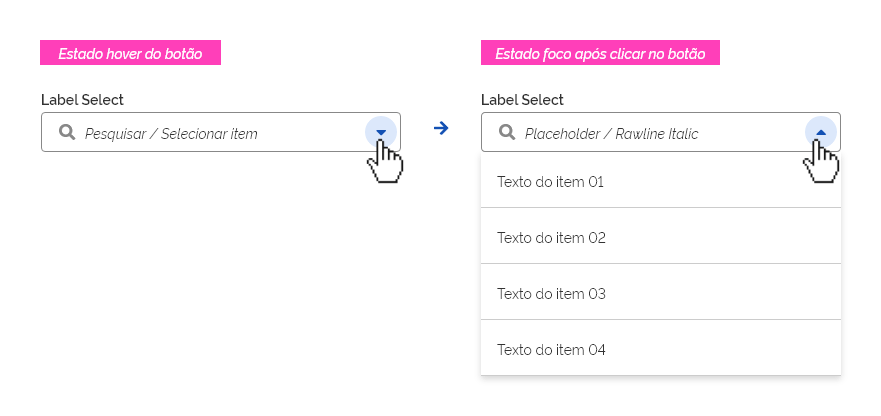 Estado hover do botão
Estado foco após clicar no botão
Label Select
Pesquisar / Selecionar item
Label Select
Placeholder / Rawline Italic
Texto do item 01
Texto do item 02
Texto do item 03
Texto do item 04